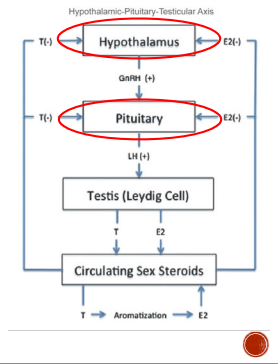 Hypothalamic-Pituitary-Testicular Axis
T(-) Hypothalamus E2(-)
GnRH (+)
T(-) Pituitary E2(-)
LH (+)
Testis (Leydig Cell)
T E2
Circulating Sex Steroids
T Aromatization E2